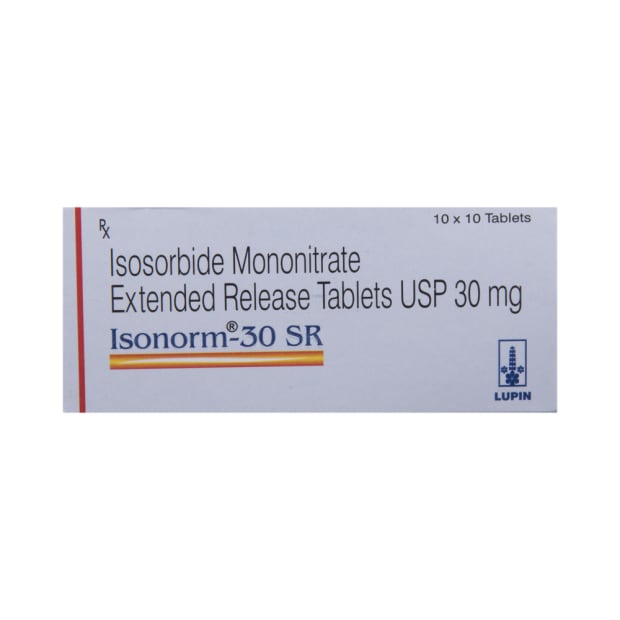 Rx
10 x 10 Tablets
Isosorbide Mononitrate
Extended Release Tablets USP 30 mg
Isonorm®-30 SR
LUPIN